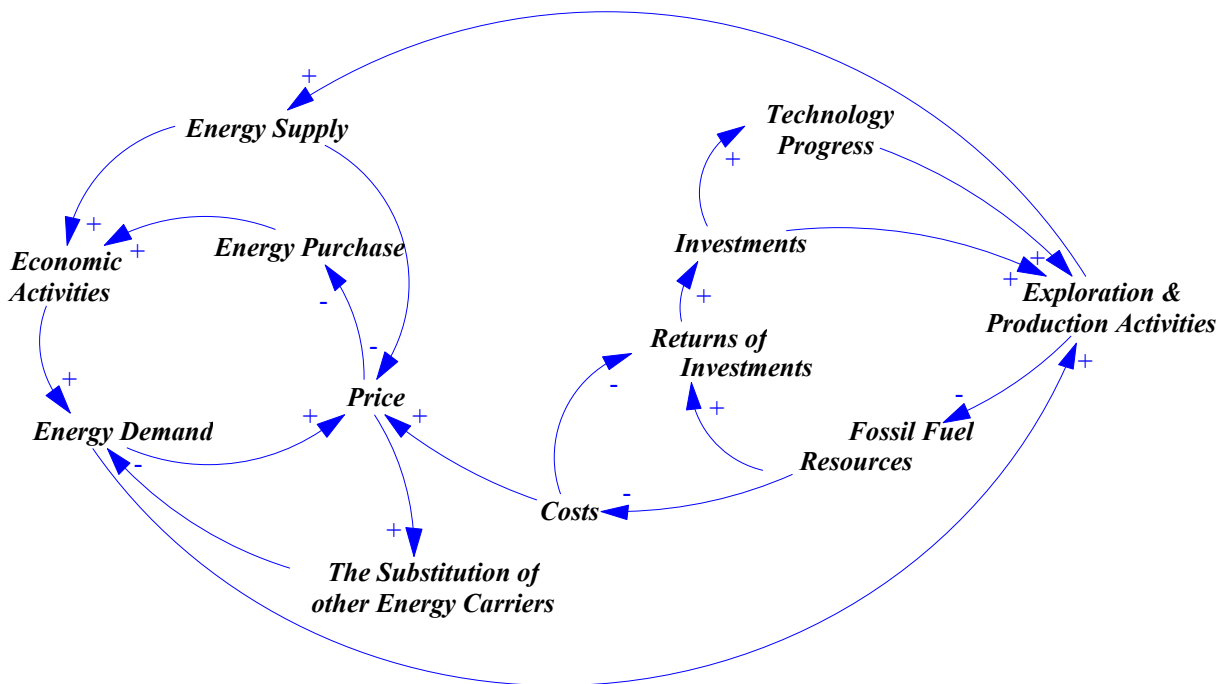 +
Technology
Progress
Energy Supply
+
+
Energy Purchase
+
Investments
+
+
Economic
Activities
+
Exploration &
Production Activities
-
+
-
Returns of
Investments
+
+
-
-
Price
+
+
+
Fossil Fuel
Resources
Energy Demand
-
-
Costs
+
The Substitution of
other Energy Carriers